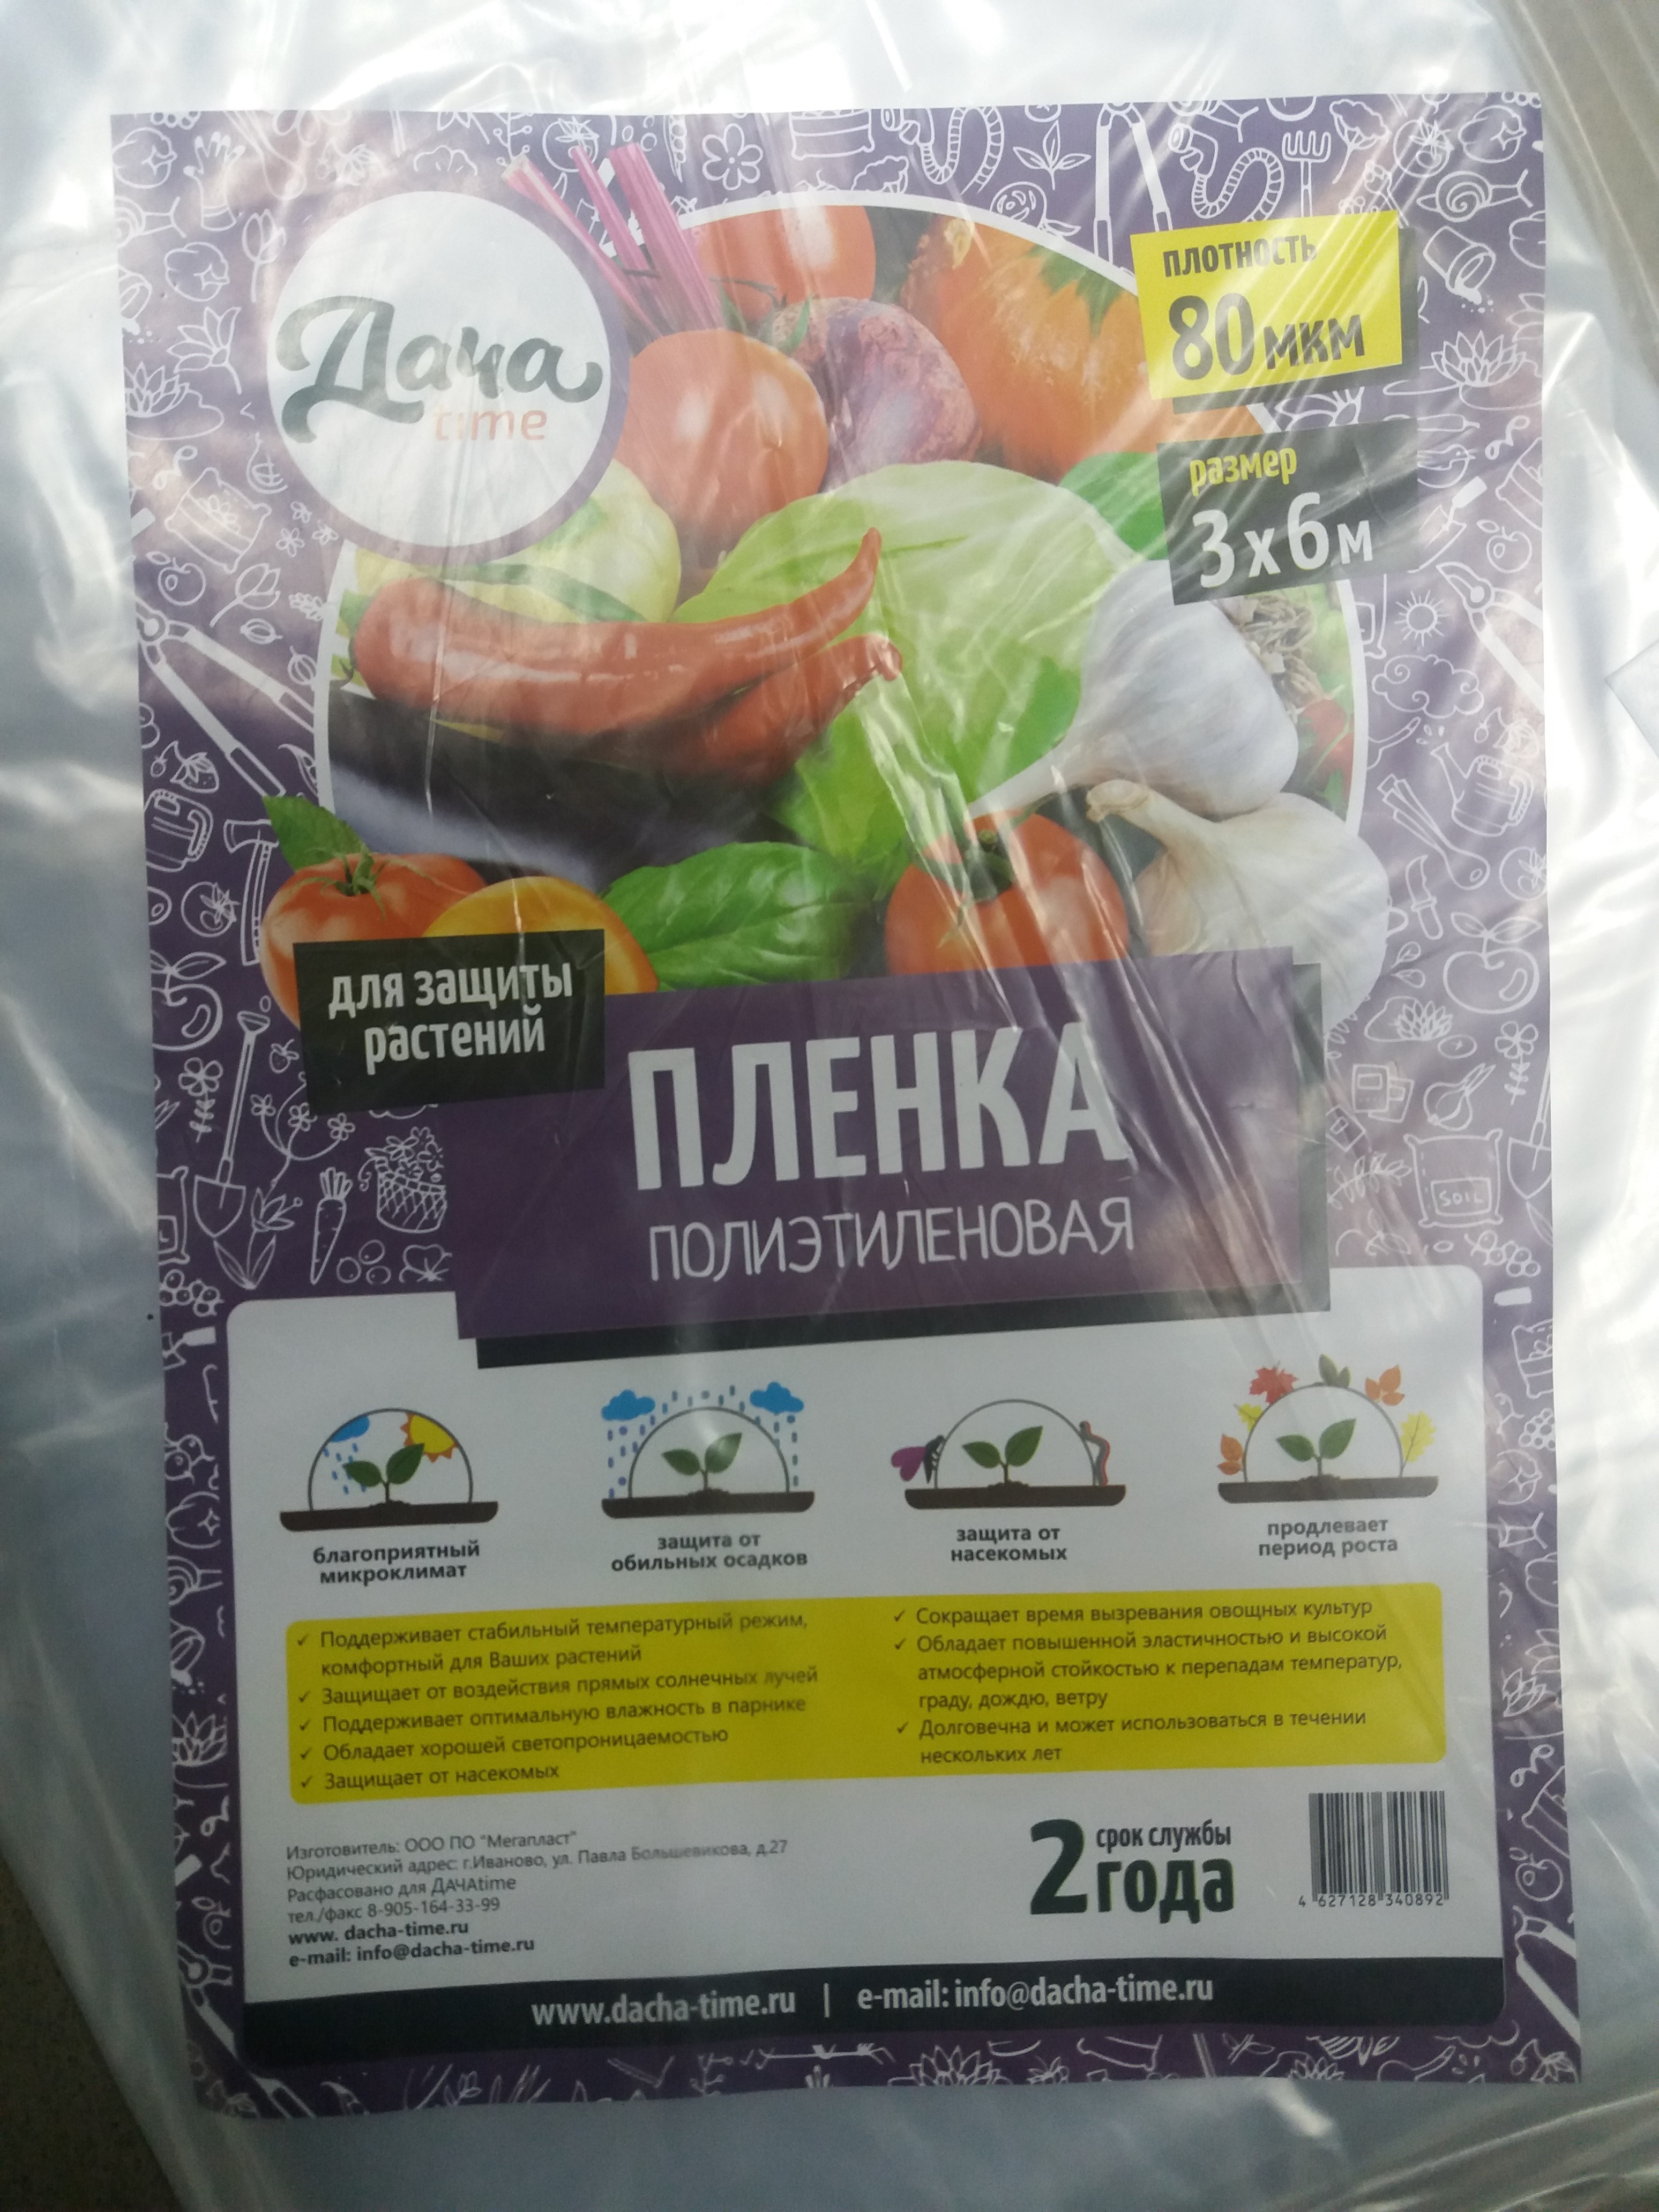 Дача
time
плотность
80 мкм
размер
3 х 6 м
для защиты
растений
ПЛЕНКА
ПОЛИЭТИЛЕНОВАЯ
SOIL
благоприятный
микроклимат
защита от
обильных осадков
защита от
насекомых
продлевает
период роста
✓ Поддерживает стабильный температурный режим,
комфортный для Ваших растений
✓ Защищает от воздействия прямых солнечных лучей
✓ Поддерживает оптимальную влажность в парнике
✓ Обладает хорошей светопроницаемостью
✓ Защищает от насекомых
✓ Сокращает время вызревания овощных культур
✓ Обладает повышенной эластичностью и высокой
атмосферной стойкостью к перепадам температур,
граду, дождю, ветру
✓ Долговечна и может использоваться в течении
нескольких лет
Изготовитель: ООО ПО "Мегапласт"
Юридический адрес: г.Иваново, ул. Павла Большевикова, д.27
Расфасовано для ДАЧАtime
тел./факс 8-905-164-33-99
www. dacha-time.ru
e-mail: info@dacha-time.ru
2 срок службы
года
4 627128 340892
www.dacha-time.ru | e-mail: info@dacha-time.ru